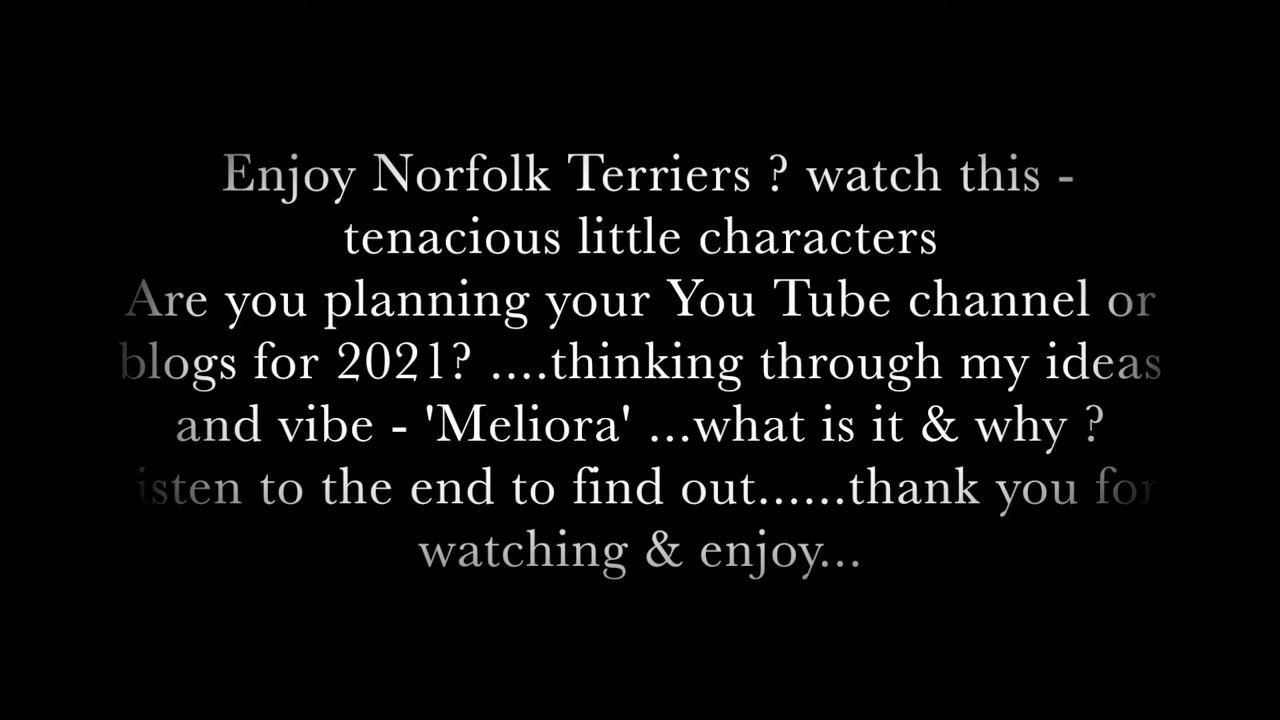 Enjoy Norfolk Terriers ? watch this -
tenacious little characters
Are you planning your You Tube channel or
blogs for 2021? ....thinking through my ideas
and vibe - 'Meliora' ...what is it & why ?
isten to the end to find out......thank you for
watching & enjoy...